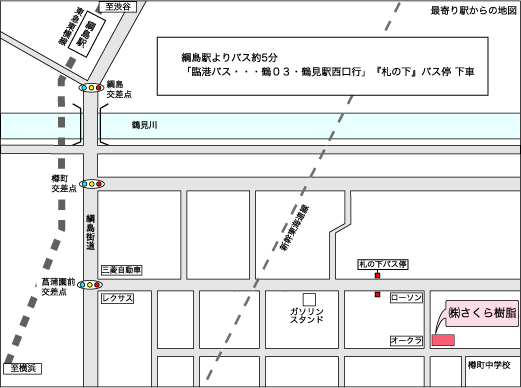 最寄り駅からの地図
至渋谷
綱島駅
東急東横線
綱島駅よりバス約5分
「臨港バス・・・鶴０３・鶴見駅西口行」『札の下』バス停 下車
綱島
交差点
鶴見川
樽町
交差点
綱島街道
新幹東海道線
三菱自動車
札の下バス停
菖蒲園前
交差点
レクサス
ガソリン
スタンド
ローソン
㈱さくら樹脂
オークラ
至横浜
樽町中学校